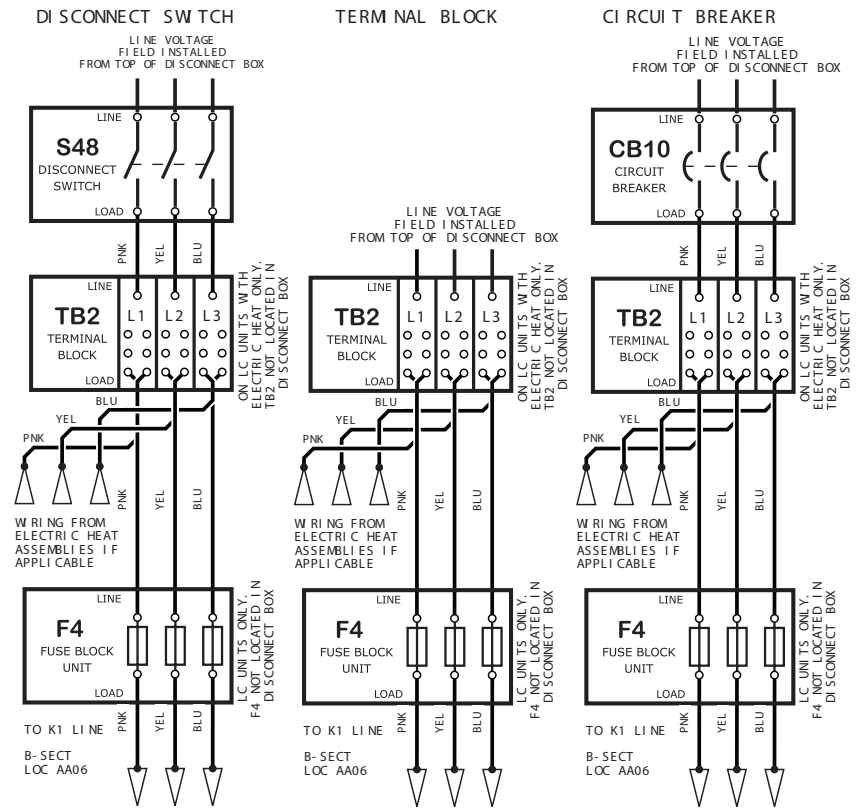 DISCONNECT SWITCH
LINE VOLTAGE
FIELD INSTALLED
FROM TOP OF DISCONNECT BOX
LINE
S48
DISCONNECT
SWITCH
LOAD
PNK
YEL
BLU
LINE
TB2
TERMINAL
BLOCK
L1
L2
L3
LOAD
ON LC UNITS WITH
ELECTRIC HEAT ONLY.
TB2 NOT LOCATED IN
DISCONNECT BOX
BLU
YEL
PNK
PNK
YEL
BLU
WIRING FROM
ELECTRIC HEAT
ASSEMBLIES IF
APPLICABLE
LINE
F4
FUSE BLOCK
UNIT
LOAD
LC UNITS ONLY.
F4 NOT LOCATED IN
DISCONNECT BOX
PNK
YEL
BLU
TO K1 LINE
B-SECT
LOC AA06
TERMINAL BLOCK
LINE VOLTAGE
FIELD INSTALLED
FROM TOP OF DISCONNECT BOX
LINE
TB2
TERMINAL
BLOCK
L1
L2
L3
LOAD
ON LC UNITS WITH
ELECTRIC HEAT ONLY.
TB2 NOT LOCATED IN
DISCONNECT BOX
BLU
YEL
PNK
PNK
YEL
BLU
WIRING FROM
ELECTRIC HEAT
ASSEMBLIES IF
APPLICABLE
LINE
F4
FUSE BLOCK
UNIT
LOAD
LC UNITS ONLY.
F4 NOT LOCATED IN
DISCONNECT BOX
PNK
YEL
BLU
TO K1 LINE
B-SECT
LOC AA06
CIRCUIT BREAKER
LINE VOLTAGE
FIELD INSTALLED
FROM TOP OF DISCONNECT BOX
LINE
CB10
CIRCUIT
BREAKER
LOAD
PNK
YEL
BLU
LINE
TB2
TERMINAL
BLOCK
L1
L2
L3
LOAD
ON LC UNITS WITH
ELECTRIC HEAT ONLY.
TB2 NOT LOCATED IN
DISCONNECT BOX
BLU
YEL
PNK
PNK
YEL
BLU
WIRING FROM
ELECTRIC HEAT
ASSEMBLIES IF
APPLICABLE
LINE
F4
FUSE BLOCK
UNIT
LOAD
LC UNITS ONLY.
F4 NOT LOCATED IN
DISCONNECT BOX
PNK
YEL
BLU
TO K1 LINE
B-SECT
LOC AA06